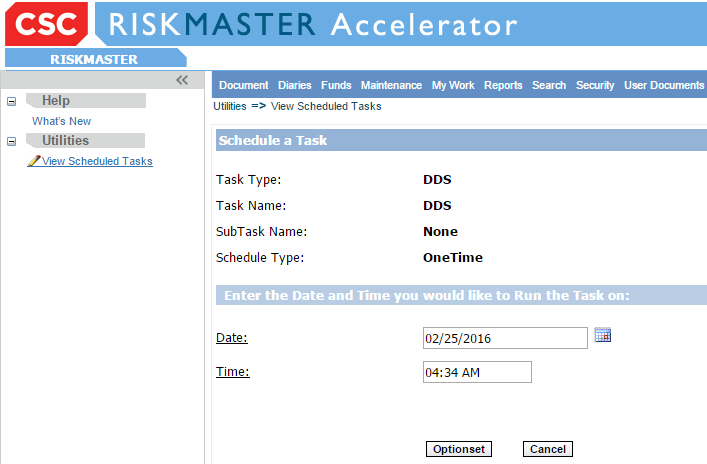 CSC RISKMASTER Accelerator
RISKMASTER
Help
What's New
Utilities
View Scheduled Tasks
Document Diaries Funds Maintenance My Work Reports Search Security User Documents
Utilities => View Scheduled Tasks
Schedule a Task
Task Type: DDS
Task Name: DDS
SubTask Name: None
Schedule Type: OneTime
Enter the Date and Time you would like to Run the Task on:
Date: 02/25/2016
Time: 04:34 AM
Optionset Cancel